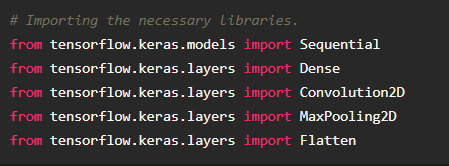 # Importing the necessary libraries.
from tensorflow.keras.models import Sequential
from tensorflow.keras.layers import Dense
from tensorflow.keras.layers import Convolution2D
from tensorflow.keras.layers import MaxPooling2D
from tensorflow.keras.layers import Flatten